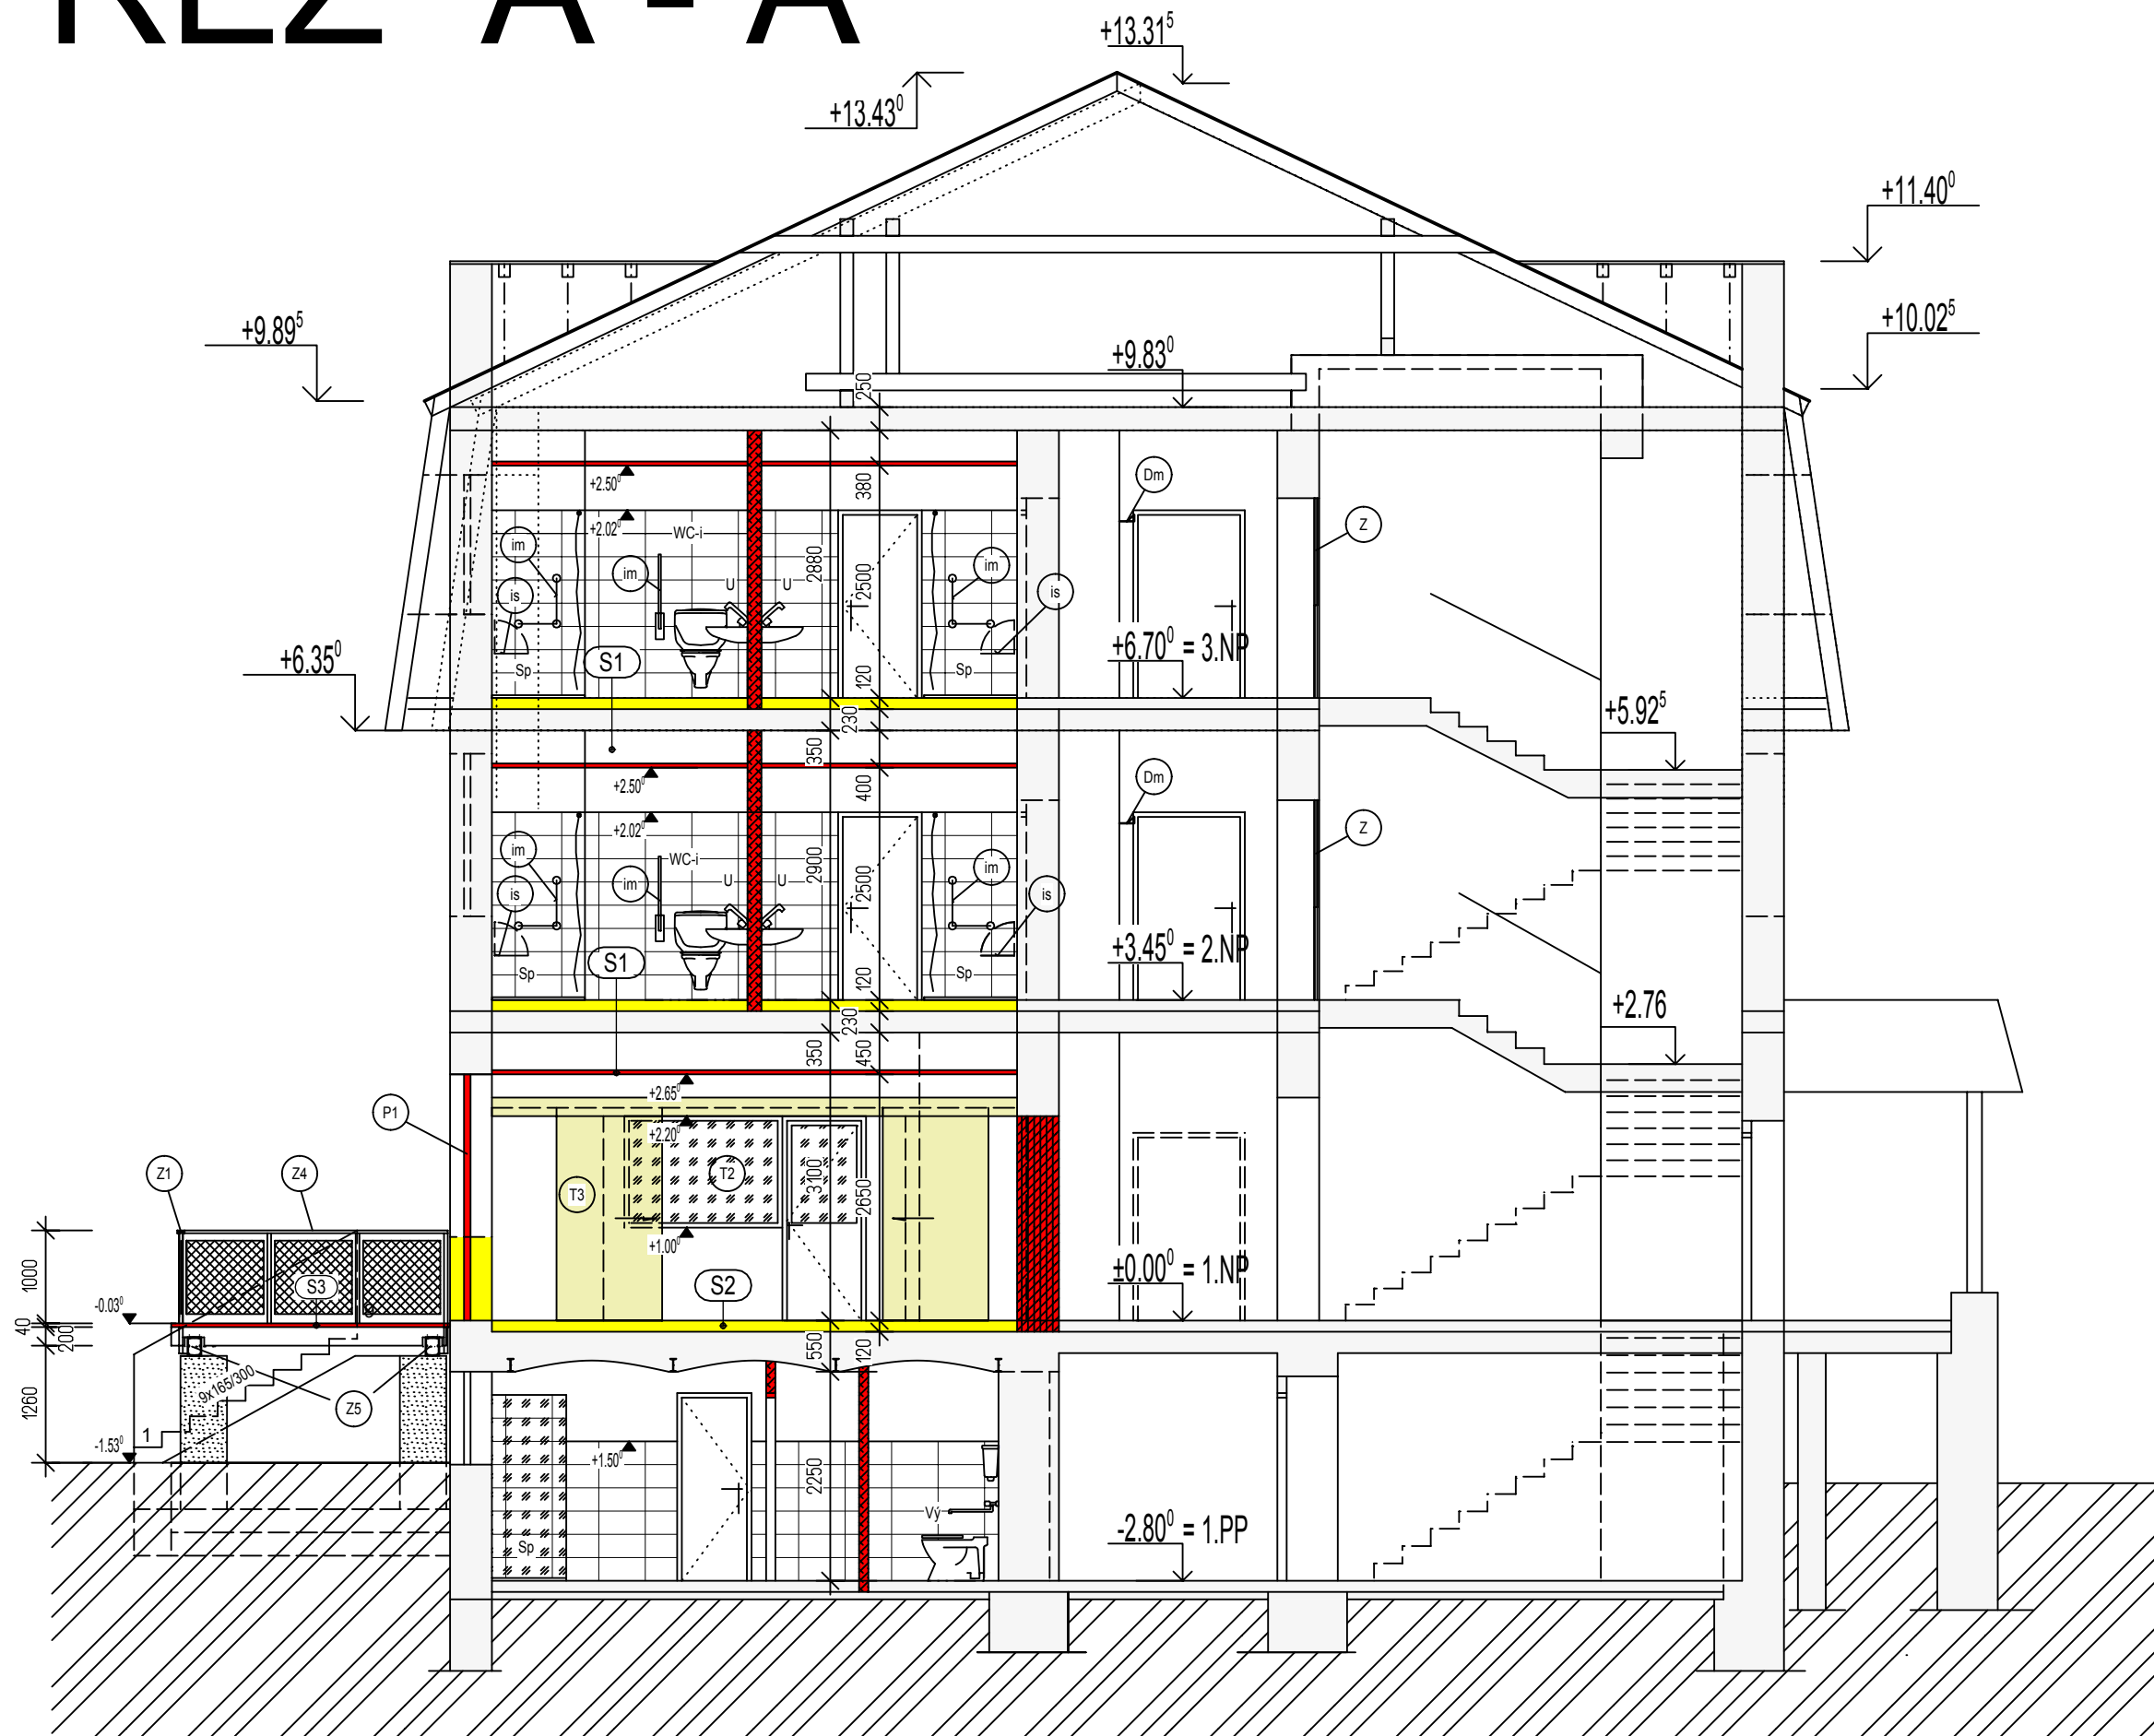 ŘEZ A - A
+13.31⁵
+13.43⁰
+11.40⁰
+9.89⁵
+10.02⁵
+9.83⁰
250
+2.50⁰
380
Dm
Z
+2.02⁰
WC-i
im
im
im
is
is
U
U
2880
2500
Sp
Sp
S1
+6.70⁰ = 3.NP
+6.35⁰
120
230
+5.92⁵
350
400
+2.50⁰
Dm
Z
+2.02⁰
WC-i
im
im
im
is
is
U
U
2900
2500
Sp
Sp
S1
+3.45⁰ = 2.NP
120
230
+2.76
350
450
+2.65⁰
P1
+2.20⁰
T2
T3
3100
2650
Z1
Z4
+1.00⁰
S2
S3
±0.00⁰ = 1.NP
1000
-0.03⁰
40
200
550
120
9x165/300
Z5
1260
1
-1.53⁰
+1.50⁰
2250
Vý
Sp
-2.80⁰ = 1.PP